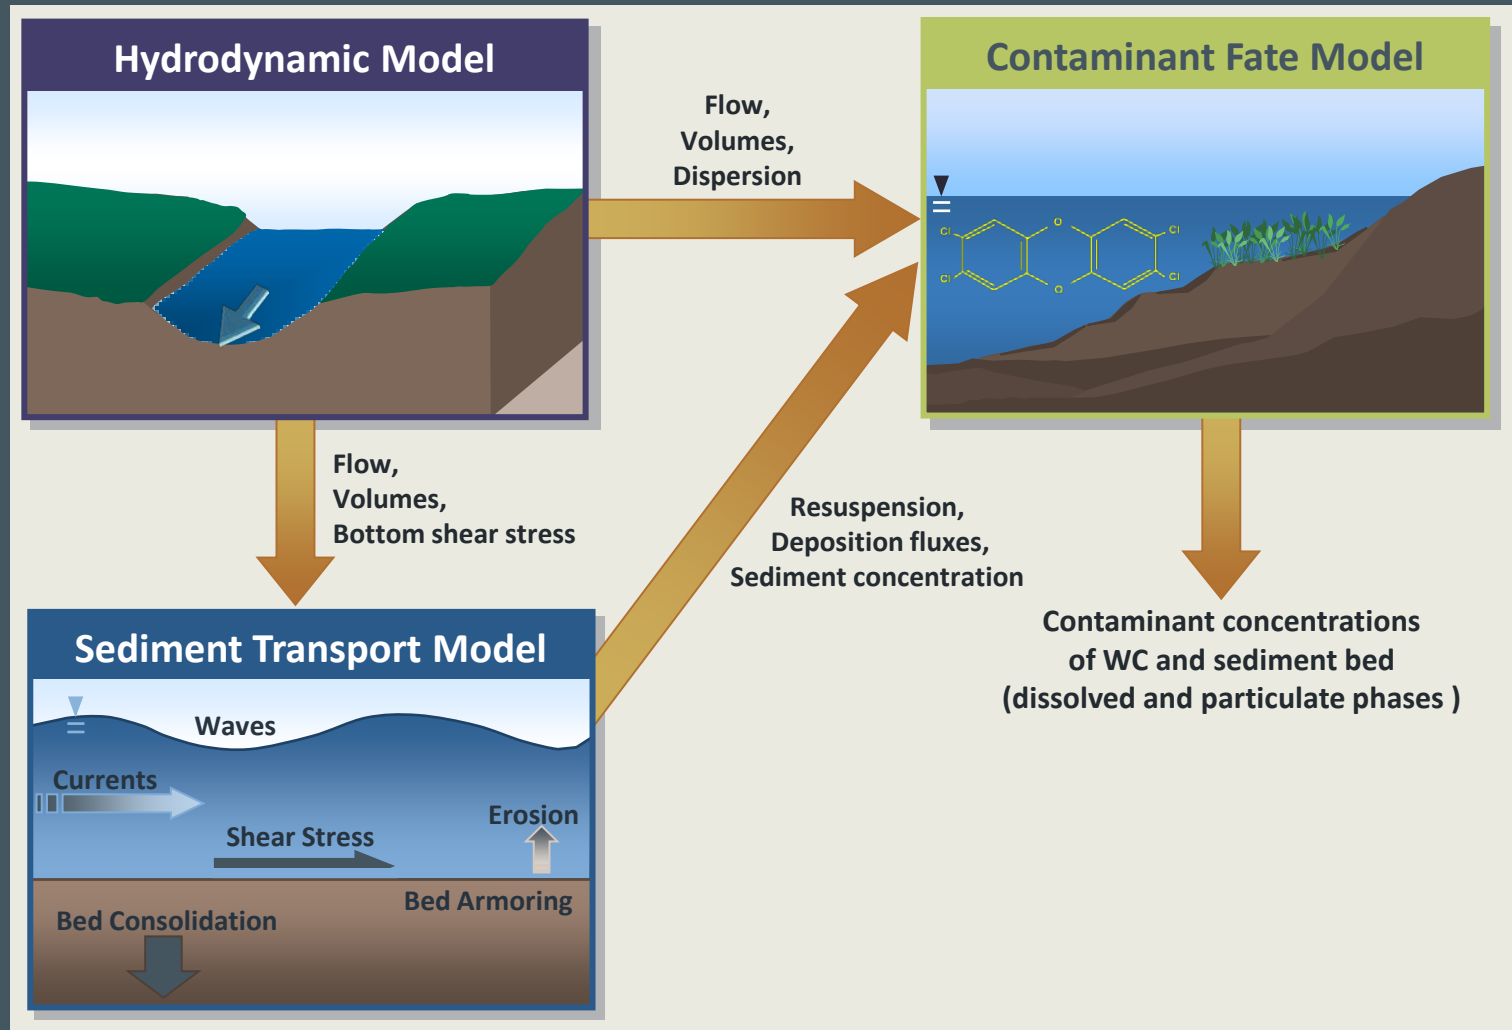 Hydrodynamic Model
Contaminant Fate Model
Flow,
Volumes,
Dispersion
Cl
O
Cl
Cl
O
Cl
Flow,
Volumes,
Bottom shear stress
Resuspension,
Deposition fluxes,
Sediment concentration
Contaminant concentrations
of WC and sediment bed
(dissolved and particulate phases )
Sediment Transport Model
Waves
Currents
Erosion
Shear Stress
Bed Armoring
Bed Consolidation